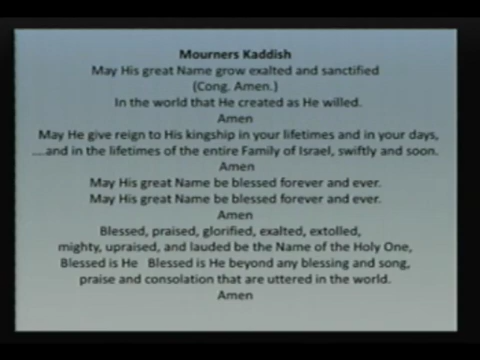 Mourners Kaddish
May His great Name grow exalted and sanctified
(Cong. Amen.)
In the world that He created as He willed.
Amen
May He give reign to His kingship in your lifetimes and in your days,
....and in the lifetimes of the entire Family of Israel, swiftly and soon.
Amen
May His great Name be blessed forever and ever.
May His great Name be blessed forever and ever.
Amen
Blessed, praised, glorified, exalted, extolled,
mighty, upraised, and lauded be the Name of the Holy One,
Blessed is He   Blessed is He beyond any blessing and song,
praise and consolation that are uttered in the world.
Amen